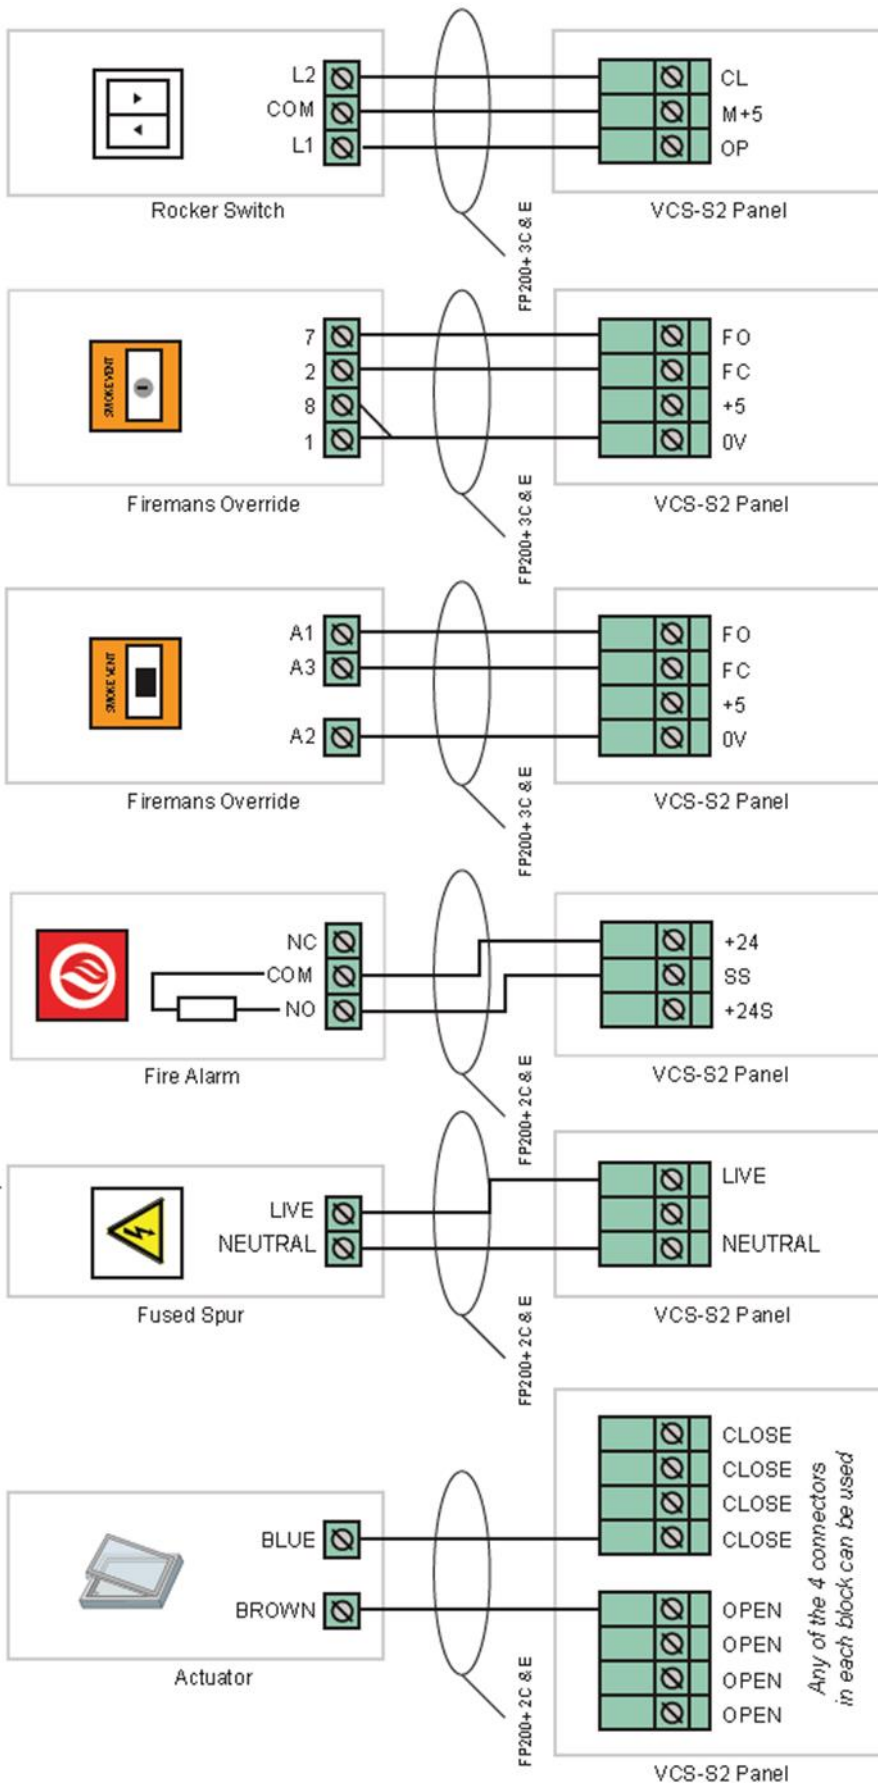 L2
COM
L1
CL
M+5
OP
Rocker Switch
FP200+ 3C & E
VCS-S2 Panel
SMOKE VENT
7
2
8
1
FO
FC
+5
0V
Firemans Override
FP200+ 3C & E
VCS-S2 Panel
SMOKE VENT
A1
A3
A2
FO
FC
+5
0V
Firemans Override
FP200+ 3C & E
VCS-S2 Panel
NC
COM
NO
+24
SS
+24S
Fire Alarm
FP200+ 2C & E
VCS-S2 Panel
LIVE
NEUTRAL
LIVE
NEUTRAL
Fused Spur
FP200+ 2C & E
VCS-S2 Panel
BLUE
BROWN
CLOSE
CLOSE
CLOSE
CLOSE
OPEN
OPEN
OPEN
OPEN
Any of the 4 connectors
in each block can be used
Actuator
FP200+ 2C & E
VCS-S2 Panel